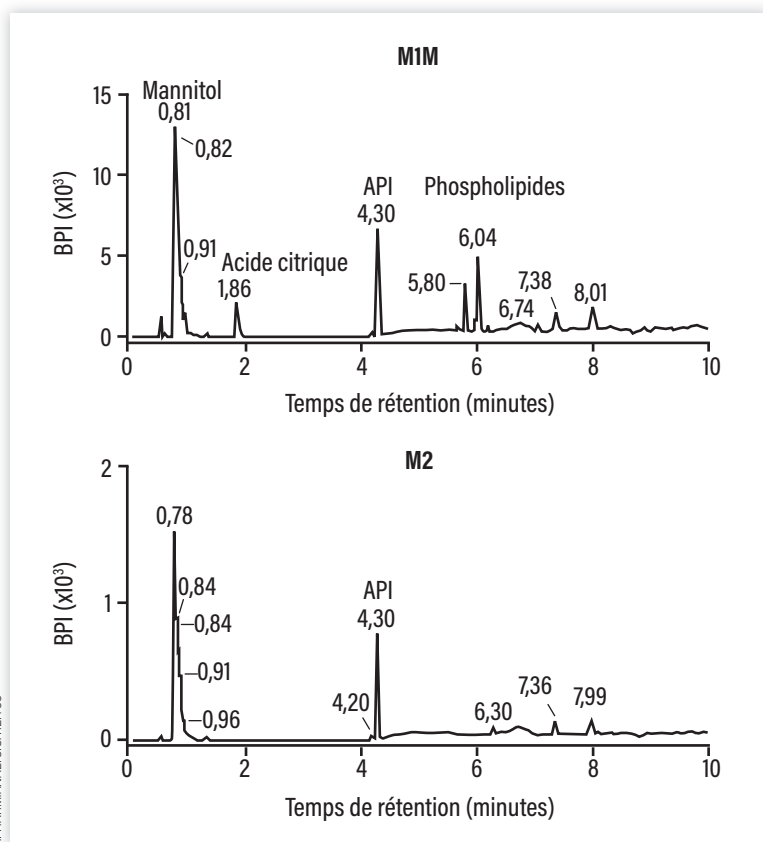 M1M
15
Mannitol
0,81
0,82
10
BPI (x10³)
API
4,30
Phospholipides
6,04
5
0,91
Acide citrique
1,86
5,80
7,38
8,01
6,74
0
0 2 4 6 8 10
Temps de rétention (minutes)
M2
2
0,78
BPI (x10³)
0,84
API
4,30
1
0,84
0,91
4,20
7,36
7,99
6,30
0,96
0
0 2 4 6 8 10
Temps de rétention (minutes)